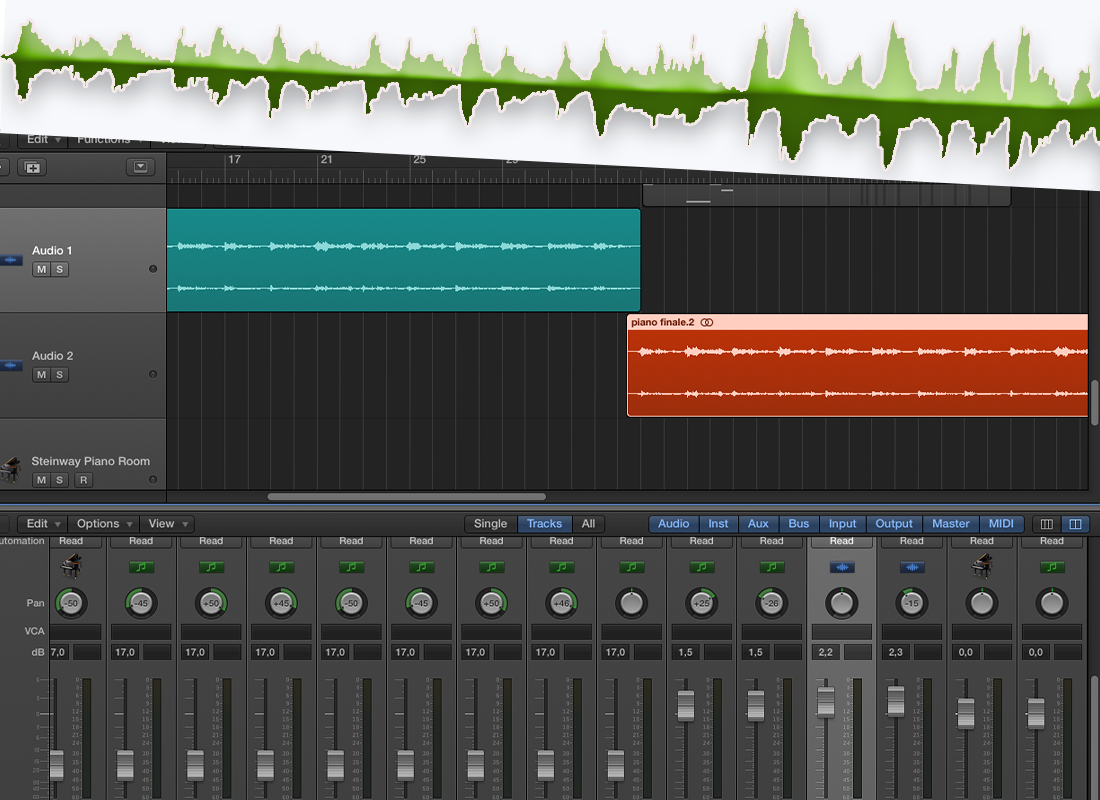 Edit Functions
17 21 25 29
Audio 1
M S
piano finale.2
Audio 2
M S
Steinway Piano Room
M S R
Edit Options View Single Tracks All Audio Inst Aux Bus Input Output Master MIDI
Read Read Read Read Read Read Read Read Read Read Read Read Read Read Read
Pan -50 -45 +50 +45 -50 -45 +50 +46 +25 -26 -15
VCA
dB 7,0 17,0 17,0 17,0 17,0 17,0 17,0 17,0 17,0 1,5 1,5 2,2 2,3 0,0 0,0